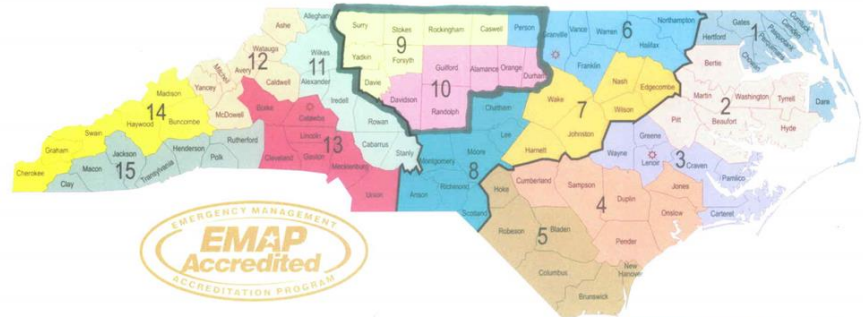 Ashe
Allegham
Surry
Stokes
Rockingham
Caswell
Person
Granville
Vance
Warren
Northampton
6
Halifax
Franklin
Gates
Hertford
1
Currituck
Camden
Pasquotank
Perquimans
Chowan
Watauga
12
Wilkes
11
Alexander
Mitchell
Avery
Caldwell
Yancey
McDowell
9
Yadkin
Forsyth
Davie
Guilford
Alamance
Orange
Durham
10
Davidson
Randolph
Nash
Edgecombe
Wake
7
Wilson
Johnston
Harnett
Bertie
Martin
Washington
Tyrrell
Dare
2
Beaufort
Hyde
Pitt
Madison
14
Buncombe
Haywood
Swain
Graham
Cherokee
Burke
Catawba
Iredell
Rowan
Lincoln
13
Cleveland
Gaston
Mecklenburg
Cabarrus
Stanly
Union
Rutherford
Henderson
Polk
Jackson
Macon
Transylvania
15
Clay
Chatham
Lee
Moore
Montgomery
8
Richmond
Anson
Scotland
Hoke
Greene
Wayne
Lenoir
3
Craven
Pamlico
Jones
Carteret
Cumberland
Sampson
Duplin
4
Onslow
Pender
Robeson
5
Bladen
Columbus
New
Hanover
Brunswick
EMERGENCY MANAGEMENT
EMAP
Accredited
ACCREDITATION PROGRAM